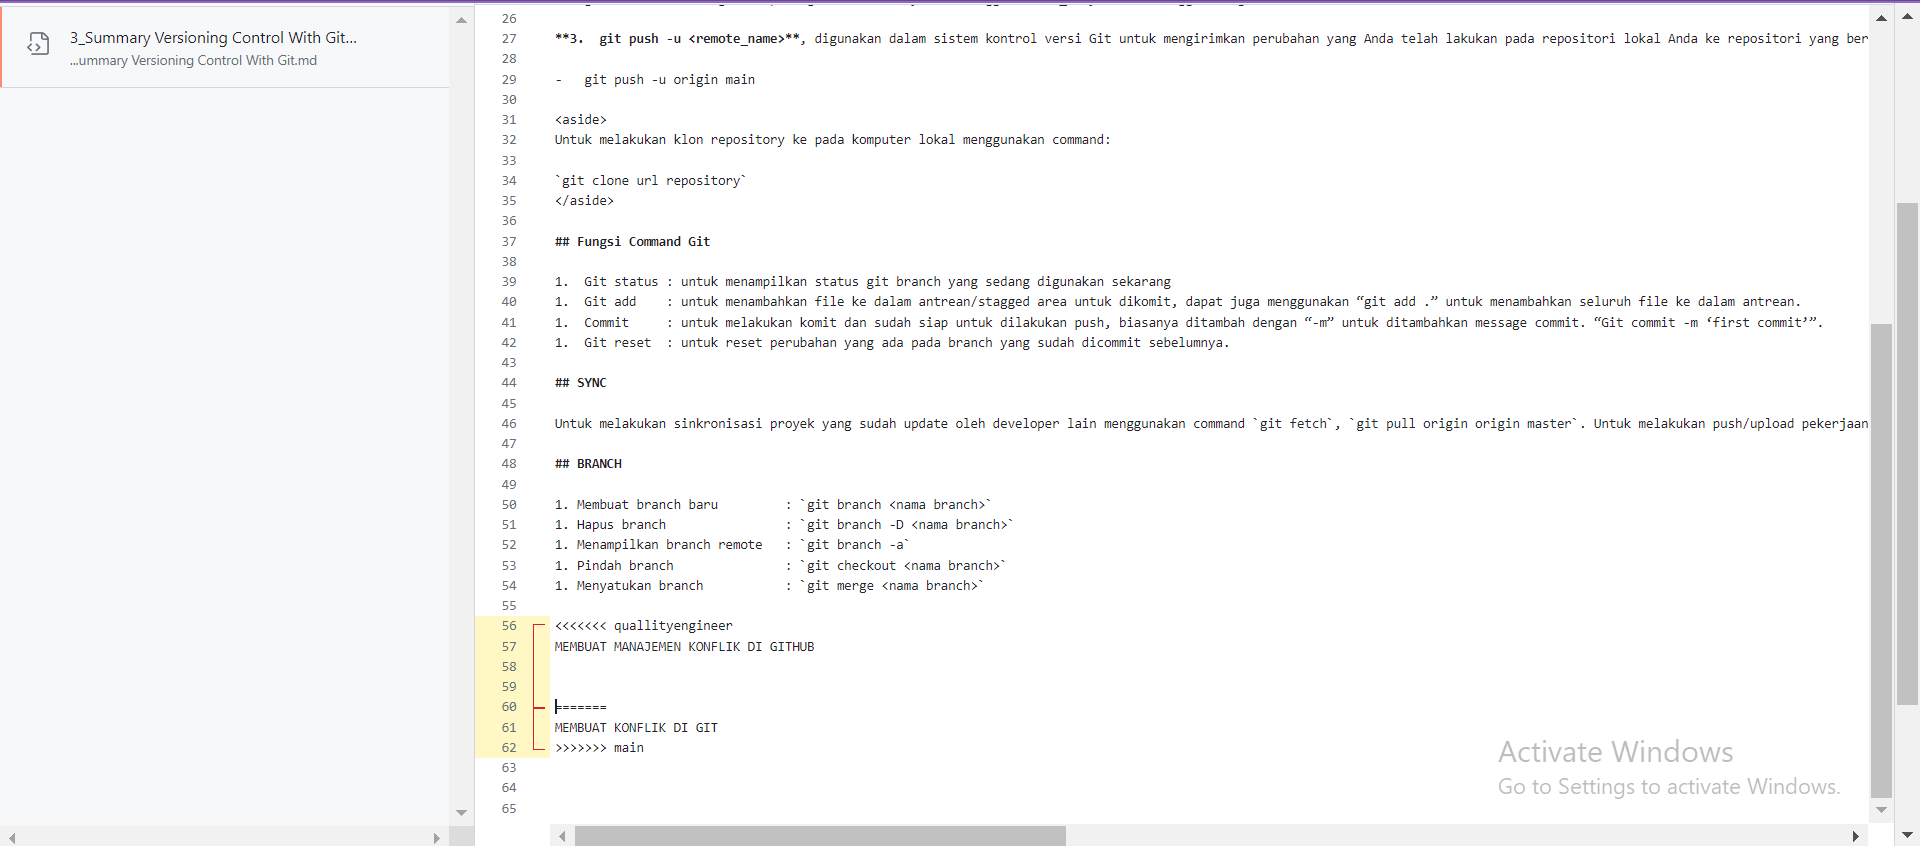 3_Summary Versioning Control With Git...
...ummary Versioning Control With Git.md
26
27 **3.  git push -u <remote_name>**, digunakan dalam sistem kontrol versi Git untuk mengirimkan perubahan yang Anda telah lakukan pada repositori lokal Anda ke repositori yang ber
28
29 -   git push -u origin main
30
31 <aside>
32 Untuk melakukan klon repository ke pada komputer lokal menggunakan command:
33
34 `git clone url repository`
35 </aside>
36
37 ## Fungsi Command Git
38
39 1.  Git status : untuk menampilkan status git branch yang sedang digunakan sekarang
40 1.  Git add    : untuk menambahkan file ke dalam antrean/stagged area untuk dikomit, dapat juga menggunakan “git add .” untuk menambahkan seluruh file ke dalam antrean.
41 1.  Commit     : untuk melakukan komit dan sudah siap untuk dilakukan push, biasanya ditambah dengan “-m” untuk ditambahkan message commit. “Git commit -m ‘first commit’”.
42 1.  Git reset  : untuk reset perubahan yang ada pada branch yang sudah dicommit sebelumnya.
43
44 ## SYNC
45
46 Untuk melakukan sinkronisasi proyek yang sudah update oleh developer lain menggunakan command `git fetch`, `git pull origin origin master`. Untuk melakukan push/upload pekerjaan
47
48 ## BRANCH
49
50 1. Membuat branch baru         : `git branch <nama branch>`
51 1. Hapus branch                : `git branch -D <nama branch>`
52 1. Menampilkan branch remote   : `git branch -a`
53 1. Pindah branch               : `git checkout <nama branch>`
54 1. Menyatukan branch           : `git merge <nama branch>`
55
56 <<<<<<< quallityengineer
57 MEMBUAT MANAJEMEN KONFLIK DI GITHUB
58
59
60 =======
61 MEMBUAT KONFLIK DI GIT
62 >>>>>>> main
63
64
65
Activate Windows
Go to Settings to activate Windows.